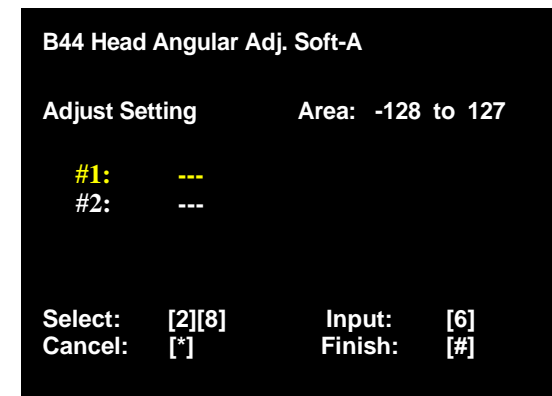 B44 Head Angular Adj. Soft-A
Adjust Setting Area: -128 to 127
#1: ---
#2: ---
Select: [2][8] Input: [6]
Cancel: [*] Finish: [#]